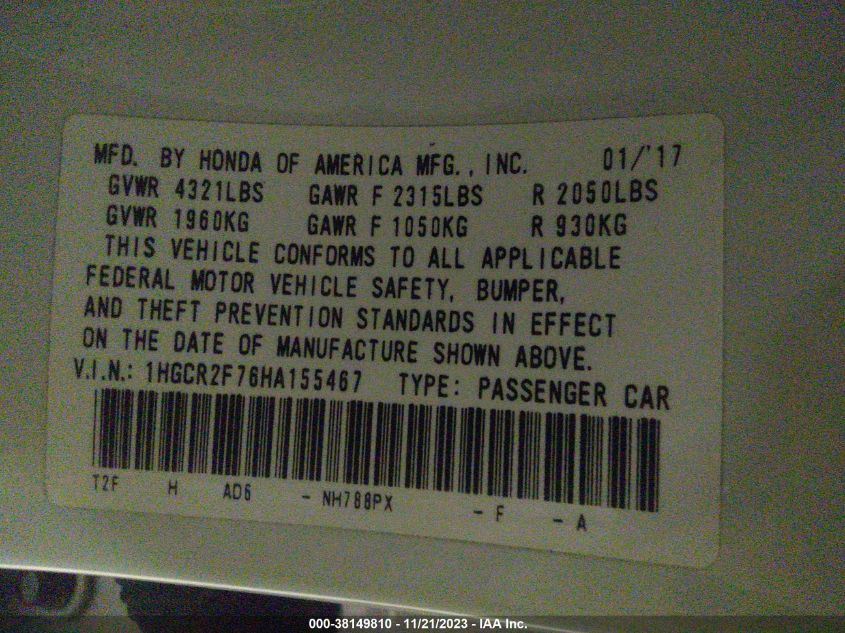 MFD. BY HONDA OF AMERICA MFG., INC. 01/'17
GVWR 4321LBS GAWR F 2315LBS R 2050LBS
GVWR 1960KG GAWR F 1050KG R 930KG
THIS VEHICLE CONFORMS TO ALL APPLICABLE
FEDERAL MOTOR VEHICLE SAFETY, BUMPER,
AND THEFT PREVENTION STANDARDS IN EFFECT
ON THE DATE OF MANUFACTURE SHOWN ABOVE.
V.I.N.: 1HGCR2F76HA155467 TYPE: PASSENGER CAR
T2F H AD6 - NH788PX - F - A
000-38149810 - 11/21/2023 - IAA Inc.